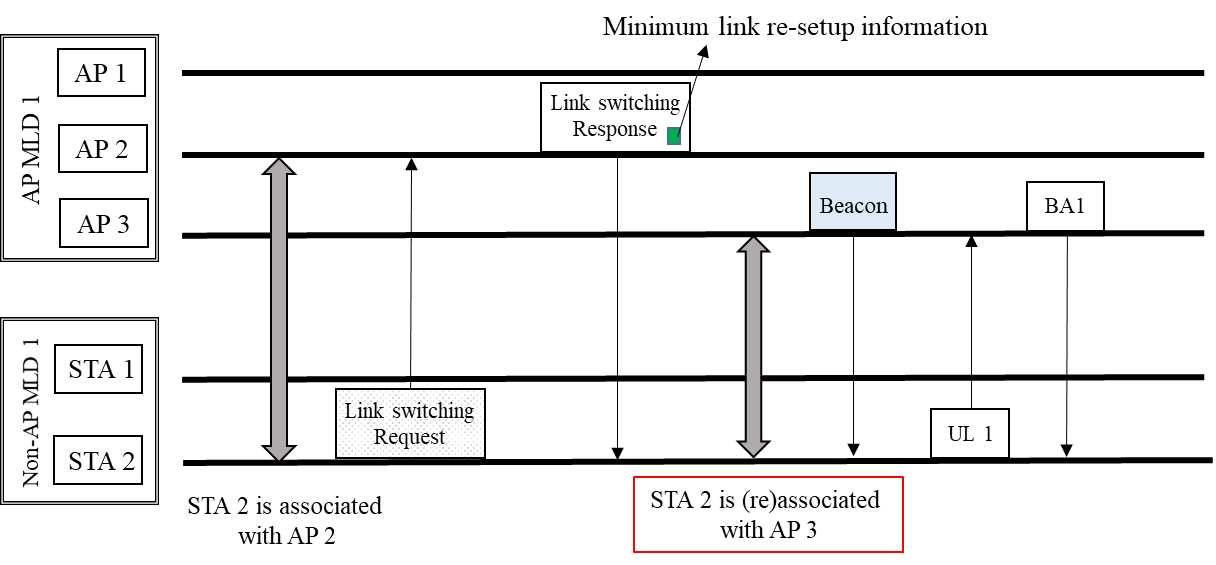 Minimum link re-setup information
AP MLD 1
AP 1
AP 2
AP 3
Link switching
Response
Beacon
BA1
Non-AP MLD 1
STA 1
STA 2
Link switching
Request
UL 1
STA 2 is associated
with AP 2
STA 2 is (re)associated
with AP 3